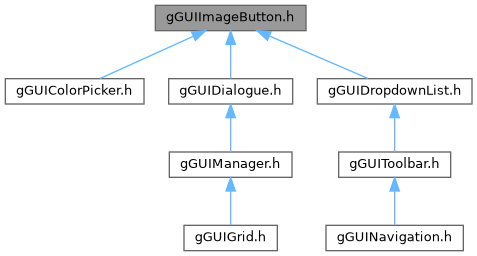 gGUIImageButton.h
gGUIColorPicker.h
gGUIDialogue.h
gGUIDropdownList.h
gGUIManager.h
gGUIToolbar.h
gGUIGrid.h
gGUINavigation.h